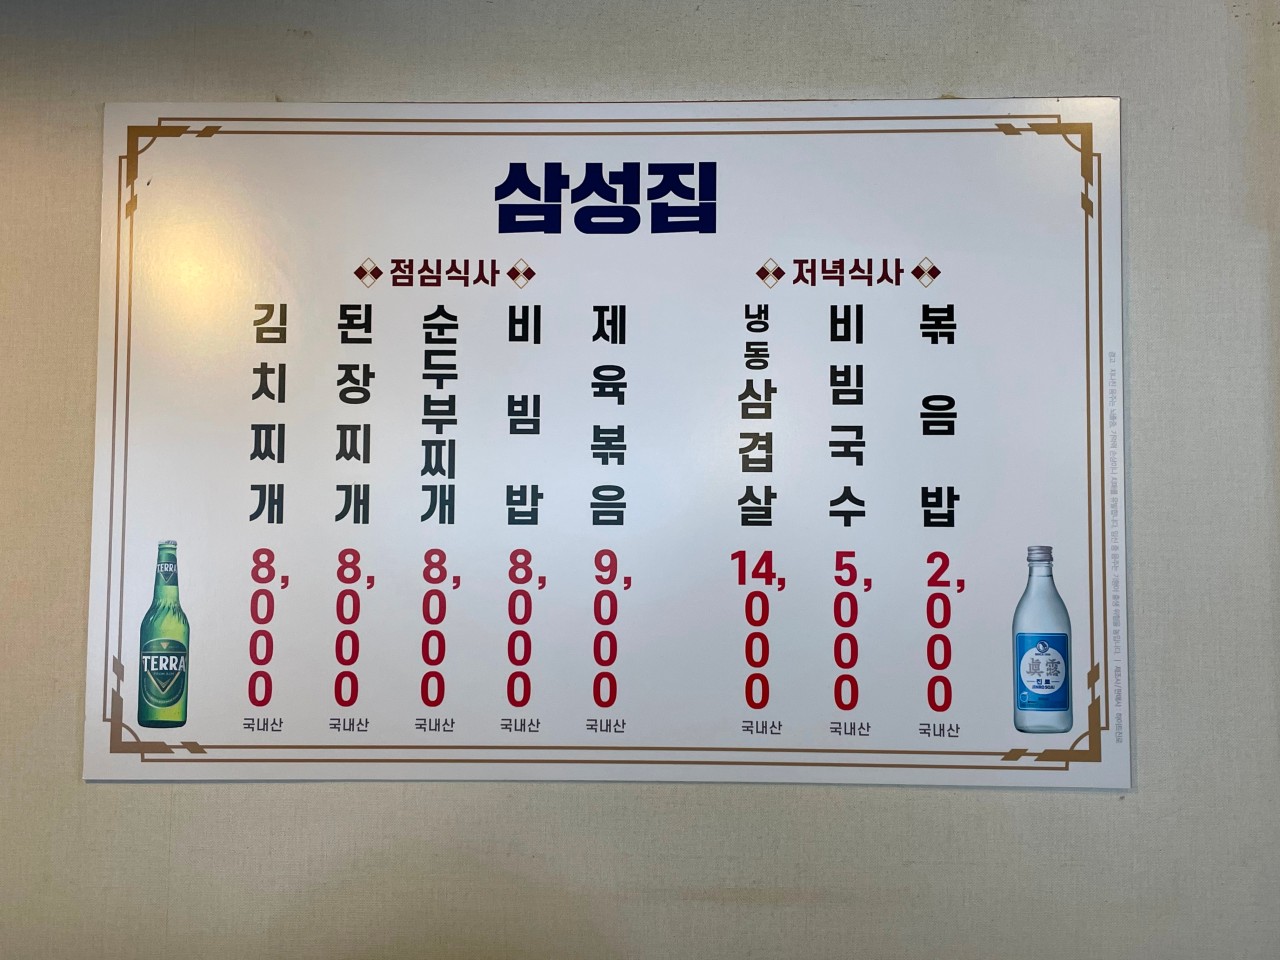 삼성집
점심식사
김치찌개
8,000
국내산
된장찌개
8,000
국내산
순두부찌개
8,000
국내산
비빔밥
8,000
국내산
제육볶음
9,000
국내산
저녁식사
냉동삼겹살
14,000
국내산
비빔국수
5,000
국내산
볶음밥
2,000
국내산
TERRA
TERRA
眞露
진로